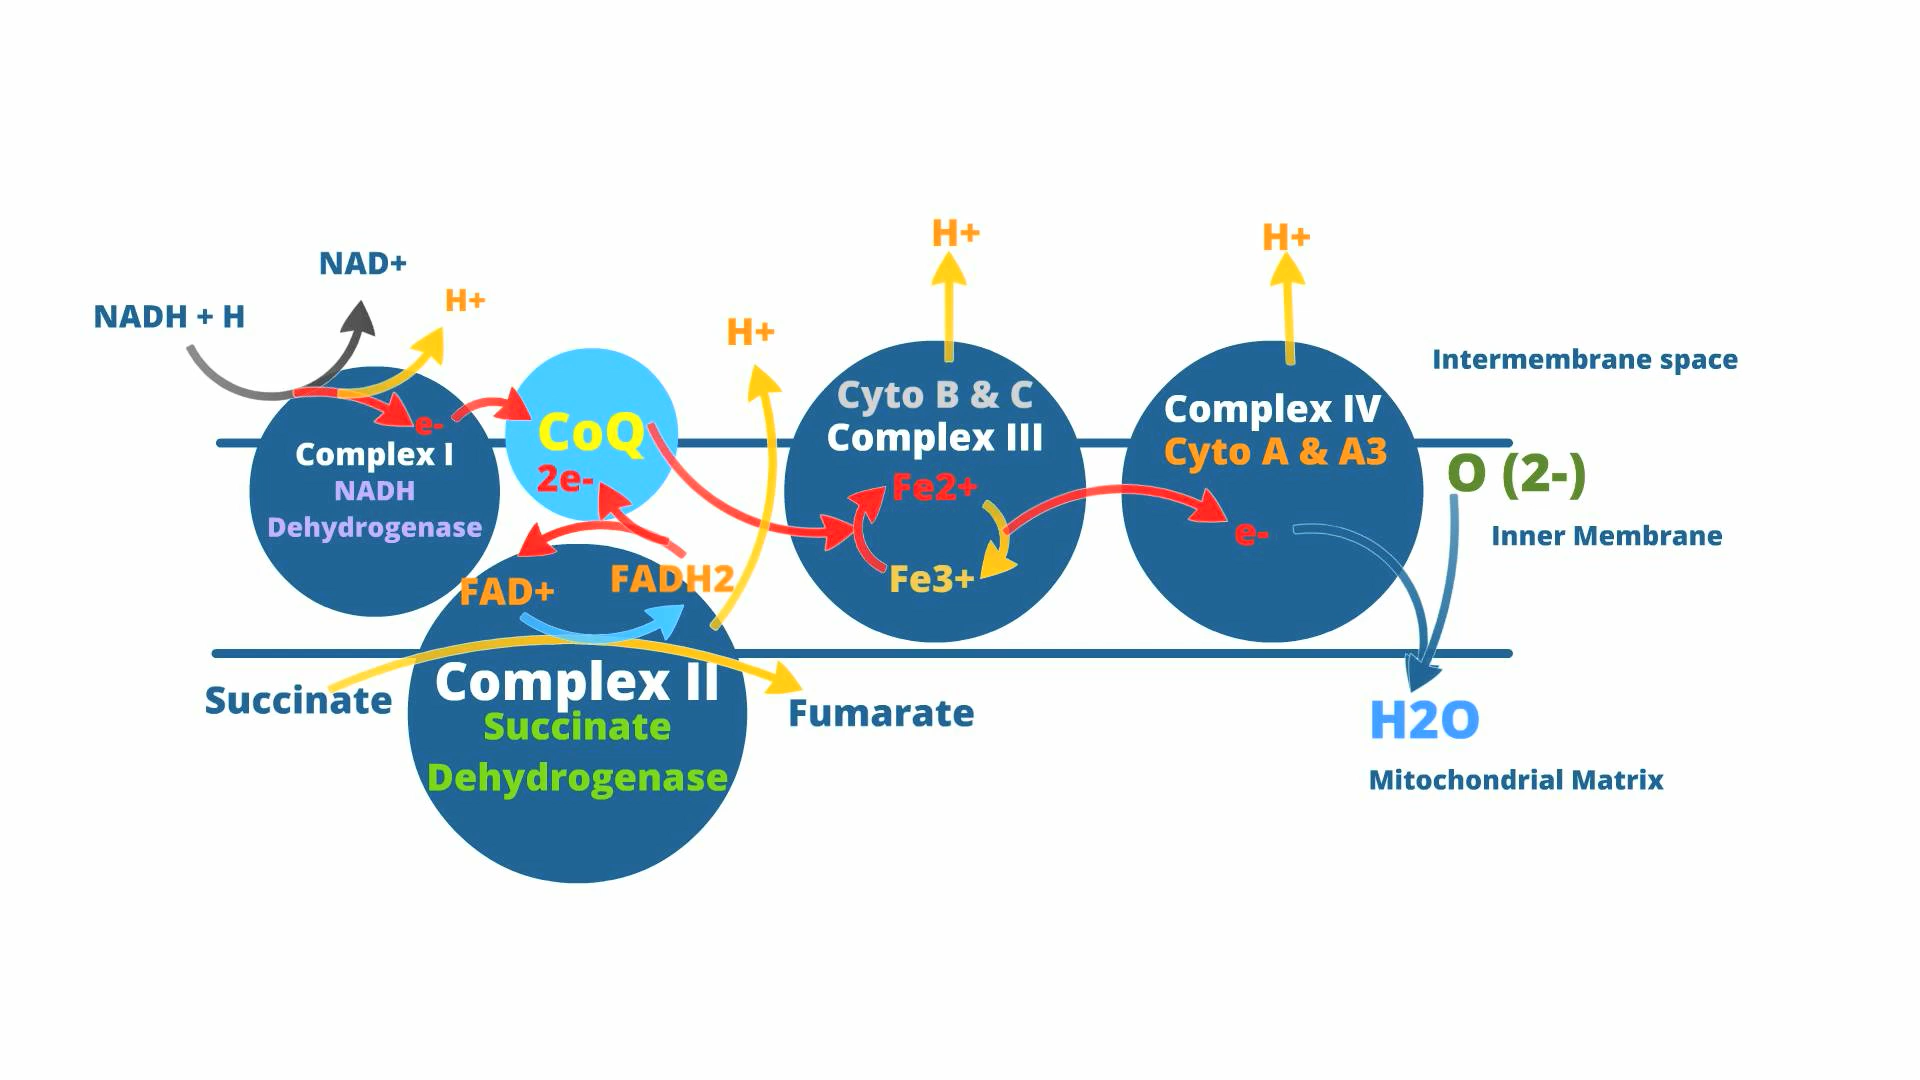 H+
H+
NAD+
H+
NADH + H
H+
Intermembrane space
Cyto B & C
Complex III
Complex IV
Cyto A & A3
e-
CoQ
2e-
Complex I
NADH
Dehydrogenase
O (2-)
Fe2+
e-
Inner Membrane
FAD+
FADH2
Fe3+
Succinate
Complex II
Succinate
Dehydrogenase
Fumarate
H2O
Mitochondrial Matrix